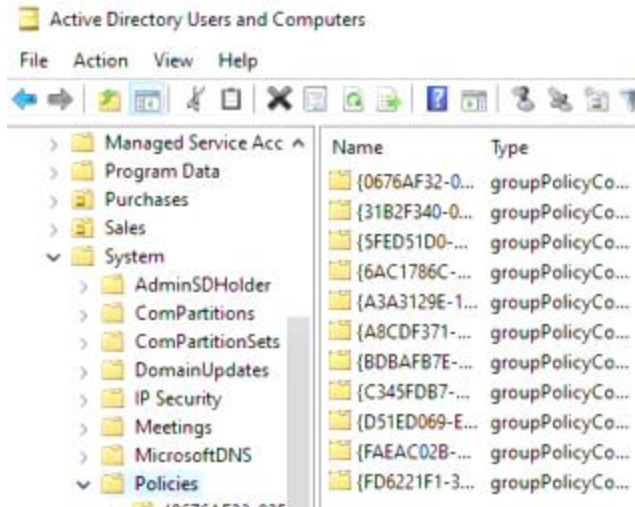 Active Directory Users and Computers
File Action View Help
Managed Service Acc
Program Data
Purchases
Sales
System
AdminSDHolder
ComPartitions
ComPartitionSets
DomainUpdates
IP Security
Meetings
MicrosoftDNS
Policies
Name Type
{0676AF32-0... groupPolicyCo...
{31B2F340-0... groupPolicyCo...
{5FED51D0-... groupPolicyCo...
{6AC1786C-... groupPolicyCo...
{A3A3129E-1... groupPolicyCo...
{A8CDF371-... groupPolicyCo...
{BDBAFB7E-... groupPolicyCo...
{C345FDB7-... groupPolicyCo...
{D51ED069-E... groupPolicyCo...
{FAEAC02B-... groupPolicyCo...
{FD6221F1-3... groupPolicyCo...